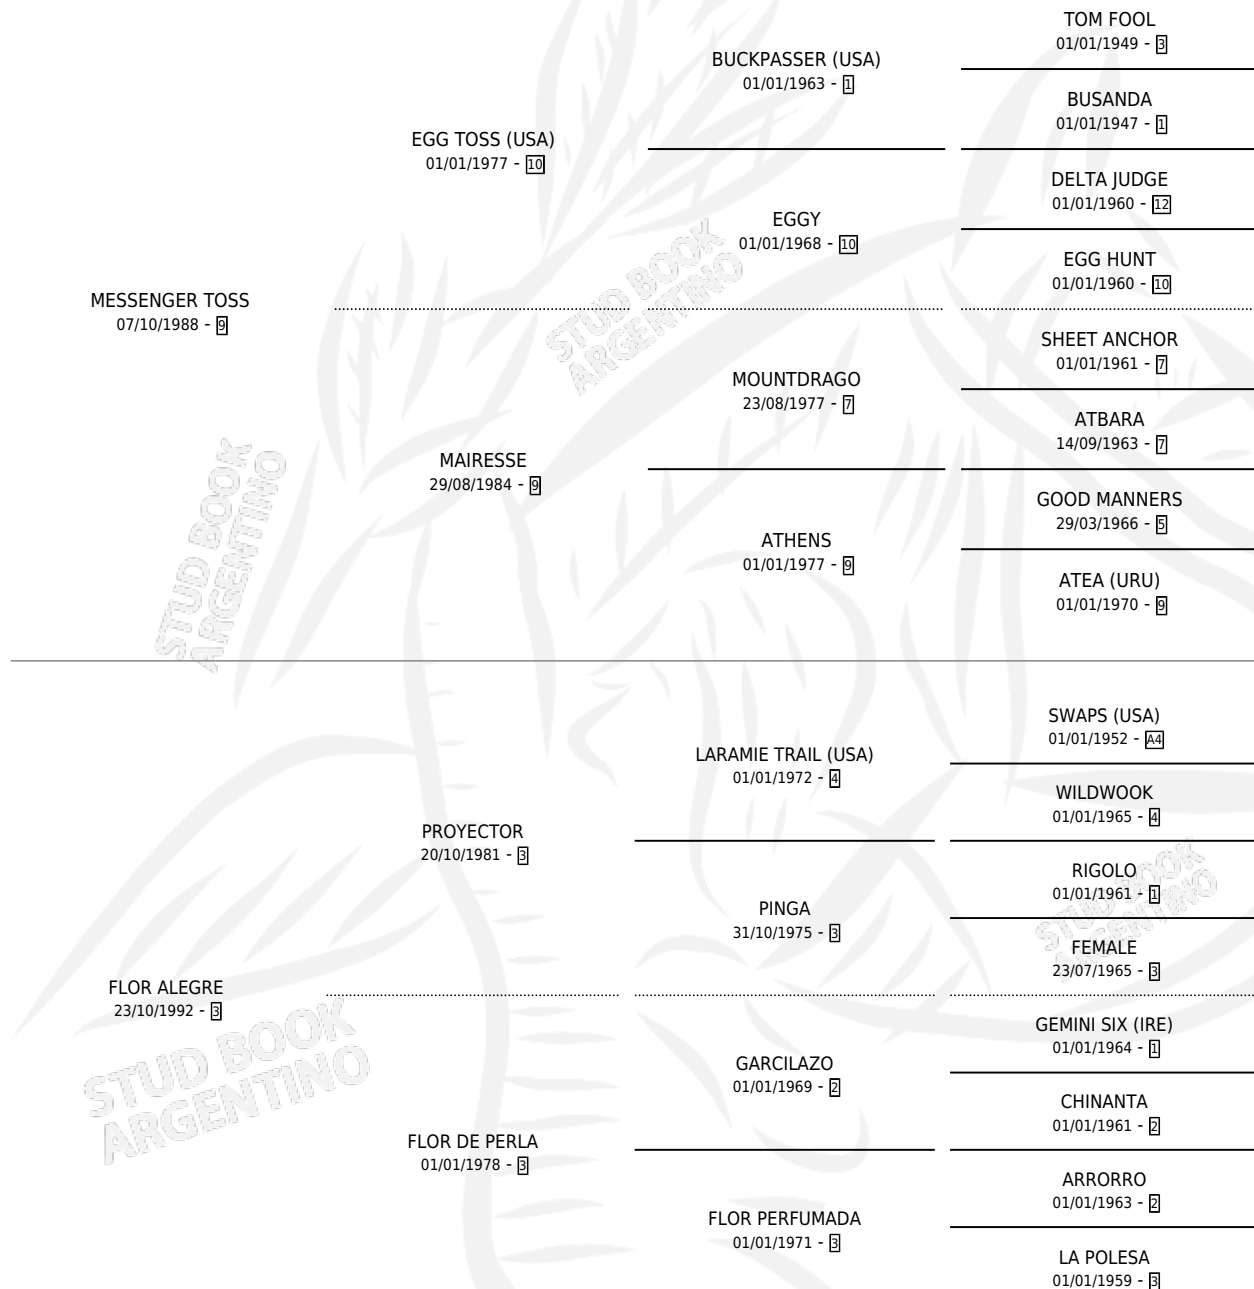 TOM FOOL
01/01/1949 - 3
BUCKPASSER (USA)
01/01/1963 - 1
BUSANDA
01/01/1947 - 1
EGG TOSS (USA)
01/01/1977 - 10
DELTA JUDGE
01/01/1960 - 12
EGGY
01/01/1968 - 10
EGG HUNT
01/01/1960 - 10
MESSENGER TOSS
07/10/1988 - 9
SHEET ANCHOR
01/01/1961 - 7
MOUNTDRAGO
23/08/1977 - 7
ATBARA
14/09/1963 - 7
MAIRESSE
29/08/1984 - 9
GOOD MANNERS
29/03/1966 - 5
ATHENS
01/01/1977 - 9
ATEA (URU)
01/01/1970 - 9
SWAPS (USA)
01/01/1952 - A4
LARAMIE TRAIL (USA)
01/01/1972 - 4
WILDWOOK
01/01/1965 - 4
PROYECTOR
20/10/1981 - 3
RIGOLO
01/01/1961 - 1
PINGA
31/10/1975 - 3
FEMALE
23/07/1965 - 3
FLOR ALEGRE
23/10/1992 - 3
GEMINI SIX (IRE)
01/01/1964 - 1
GARCILAZO
01/01/1969 - 2
CHINANTA
01/01/1961 - 2
FLOR DE PERLA
01/01/1978 - 3
ARRORRO
01/01/1963 - 2
FLOR PERFUMADA
01/01/1971 - 3
LA POLESA
01/01/1959 - 3
STUD BOOK
ARGENTINO
STUD BOOK
ARGENTINO
STUD BOOK
ARGENTINO
STUD BOOK
ARGENTINO